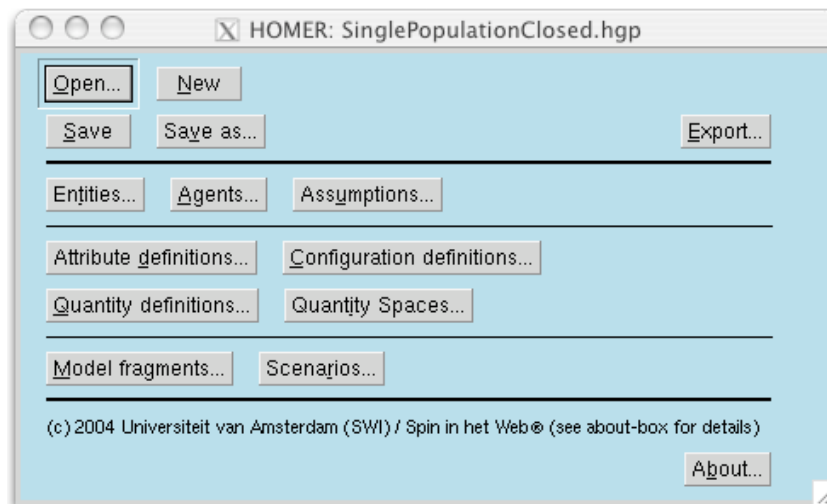 HOMER: SinglePopulationClosed.hgp
Open... New
Save Save as... Export...
Entities... Agents... Assumptions...
Attribute definitions... Configuration definitions...
Quantity definitions... Quantity Spaces...
Model fragments... Scenarios...
(c) 2004 Universiteit van Amsterdam (SWI) / Spin in het Web® (see about-box for details)
About...